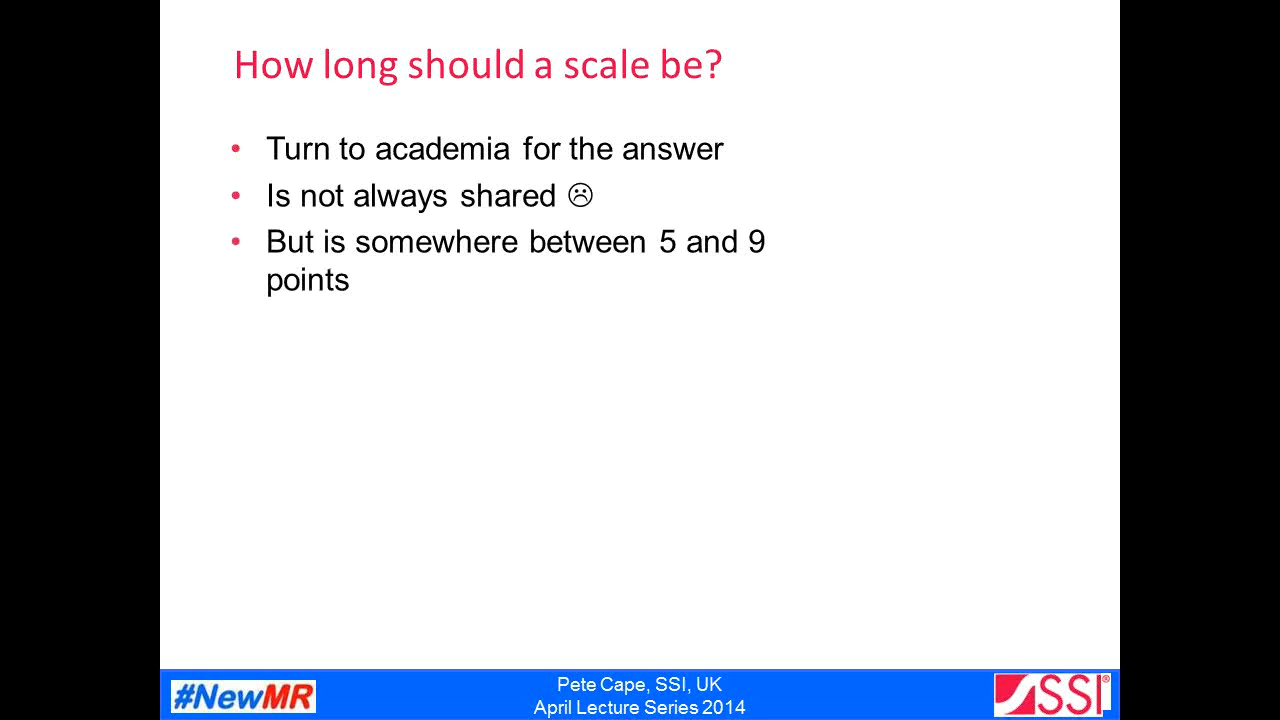 How long should a scale be?
• Turn to academia for the answer
• Is not always shared ☹
• But is somewhere between 5 and 9
points
#NewMR
Pete Cape, SSI, UK
April Lecture Series 2014
SSI®